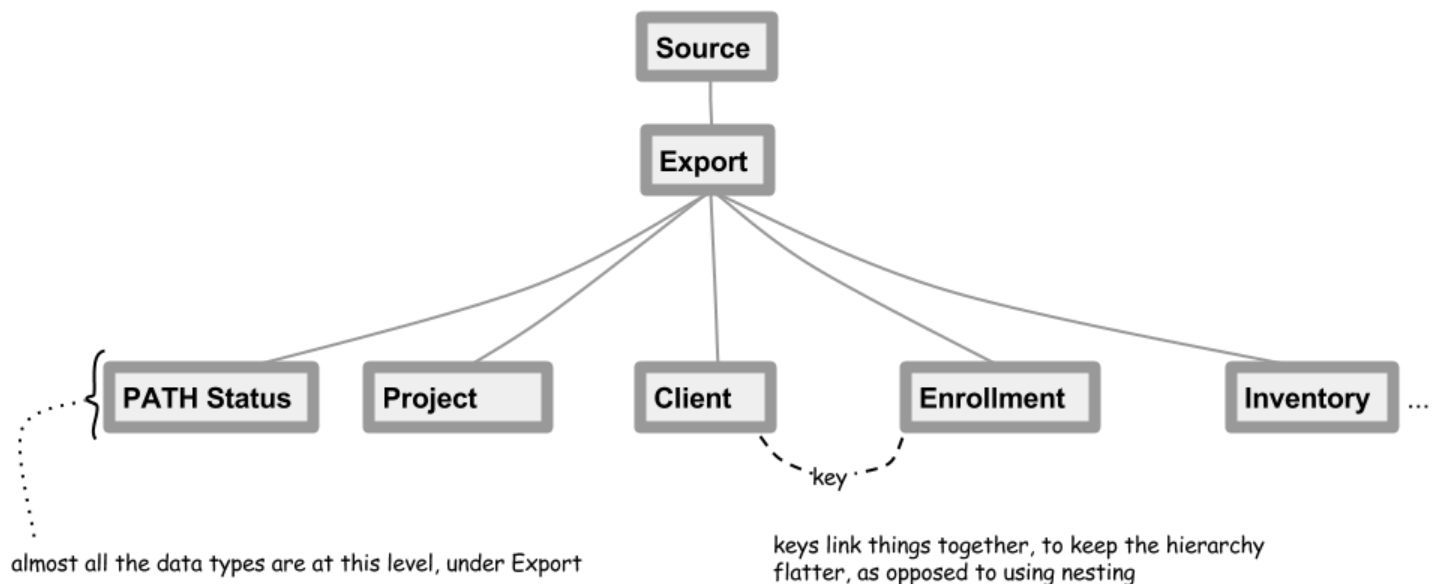 Source
Export
PATH Status
Project
Client
Enrollment
Inventory
...
key
almost all the data types are at this level, under Export
keys link things together, to keep the hierarchy
flatter, as opposed to using nesting